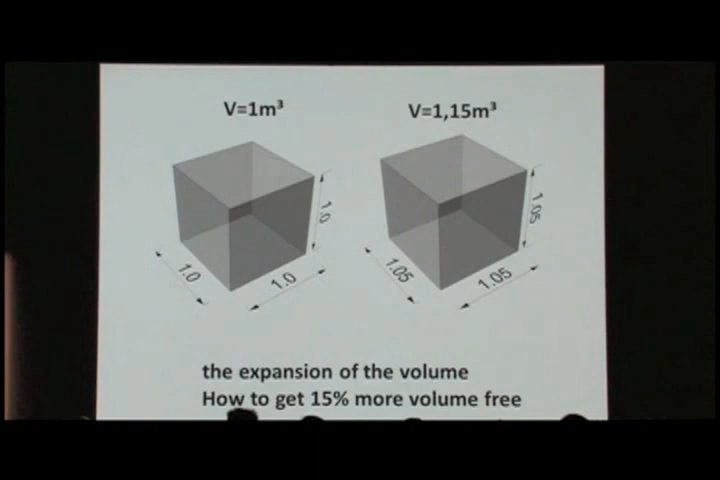 V=1m³
V=1,15m³
1.0
1.0
1.0
1.05
1.05
1.05
the expansion of the volume
How to get 15% more volume free